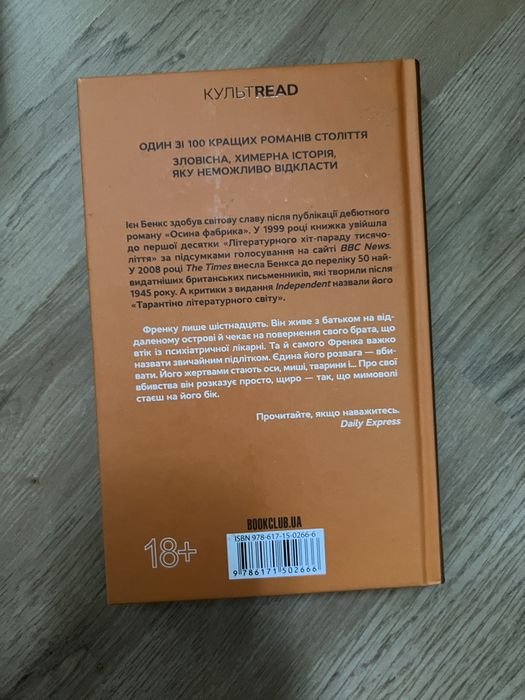 КУЛЬТREAD
ОДИН ЗІ 100 КРАЩИХ РОМАНІВ СТОЛІТТЯ
ЗЛОВІСНА, ХИМЕРНА ІСТОРІЯ,
ЯКУ НЕМОЖЛИВО ВІДКЛАСТИ
Ієн Бенкс здобув світову славу після публікації дебютного
роману «Осина фабрика». У 1999 році книжка увійшла
до першої десятки «Літературного хіт-параду тисячо-
ліття» за підсумками голосування на сайті BBC News.
У 2008 році The Times внесла Бенкса до переліку 50 най-
видатніших британських письменників, які творили після
1945 року. А критики з видання Independent назвали його
«Тарантіно літературного світу».
Френку лише шістнадцять. Він живе з батьком на від-
даленому острові й чекає на повернення свого брата, що
втік із психіатричної лікарні. Та й самого Френка важко
назвати звичайним підлітком. Єдина його розвага — вби-
вати. Його жертвами стають оси, миші, тварини і... Про свої
вбивства він розказує просто, щиро — так, що мимоволі
стаєш на його бік.
Прочитайте, якщо наважитесь.
Daily Express
BOOKCLUB.UA
ISBN 978-617-15-0266-6
18+
9 786171 502666